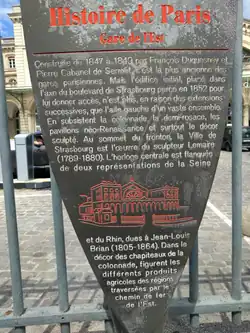 Histoire de Paris
Gare de l'Est
Construite de 1847 à 1849 par François Duquesney et
Pierre Cabanel de Sermet, c'est la plus ancienne des
gares parisiennes. Mais l'édifice initial placé dans
l'axe du boulevard de Strasbourg percé en 1852 pour
lui donner accès, n'est plus, en raison des extensions
successives, que l'aile gauche d'un vaste ensemble.
En subsistent la colonnade, la demi-rosace, les
pavillons néo-Renaissance et surtout le décor
sculpté. Au sommet du fronton, la Ville de
Strasbourg est l'œuvre du sculpteur Lemaire
(1789-1880). L'horloge centrale est flanquée
de deux représentations de la Seine
et du Rhin, dues à Jean-Louis
Brian (1805-1864). Dans le
décor des chapiteaux de la
colonnade, figurent les
différents produits
agricoles des régions
traversées par le
chemin de fer
de l'Est.